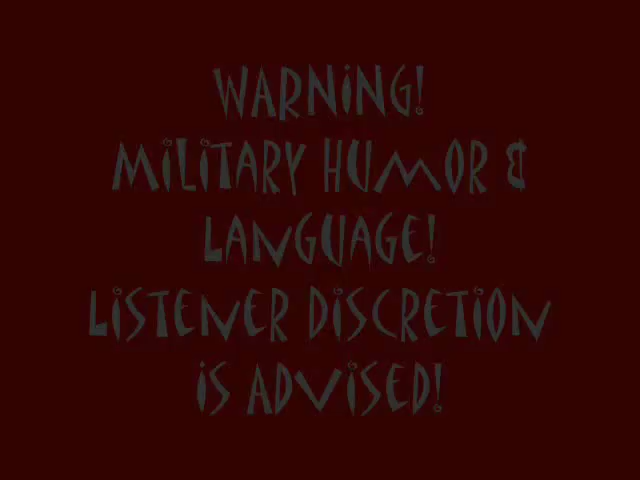 WARNING!
MILITARY HUMOR &
LANGUAGE!
LISTENER DISCRETION
IS ADVISED!